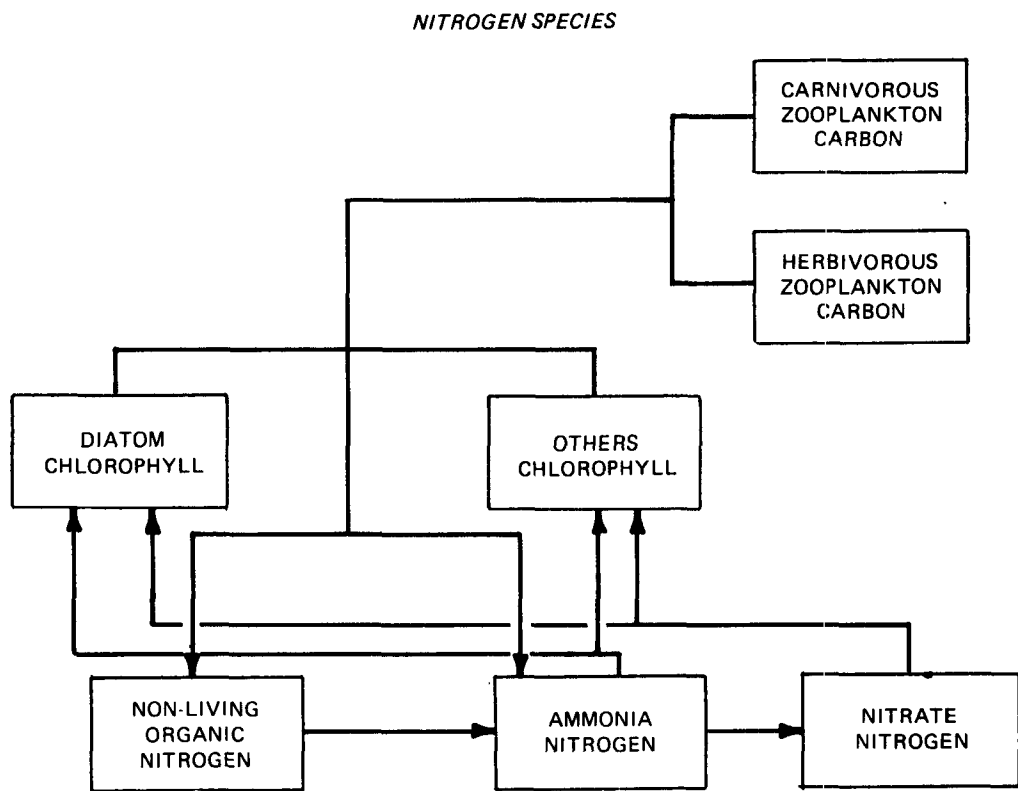 NITROGEN SPECIES
CARNIVOROUS
ZOOPLANKTON
CARBON
HERBIVOROUS
ZOOPLANKTON
CARBON
DIATOM
CHLOROPHYLL
OTHERS
CHLOROPHYLL
NON-LIVING
ORGANIC
NITROGEN
AMMONIA
NITROGEN
NITRATE
NITROGEN